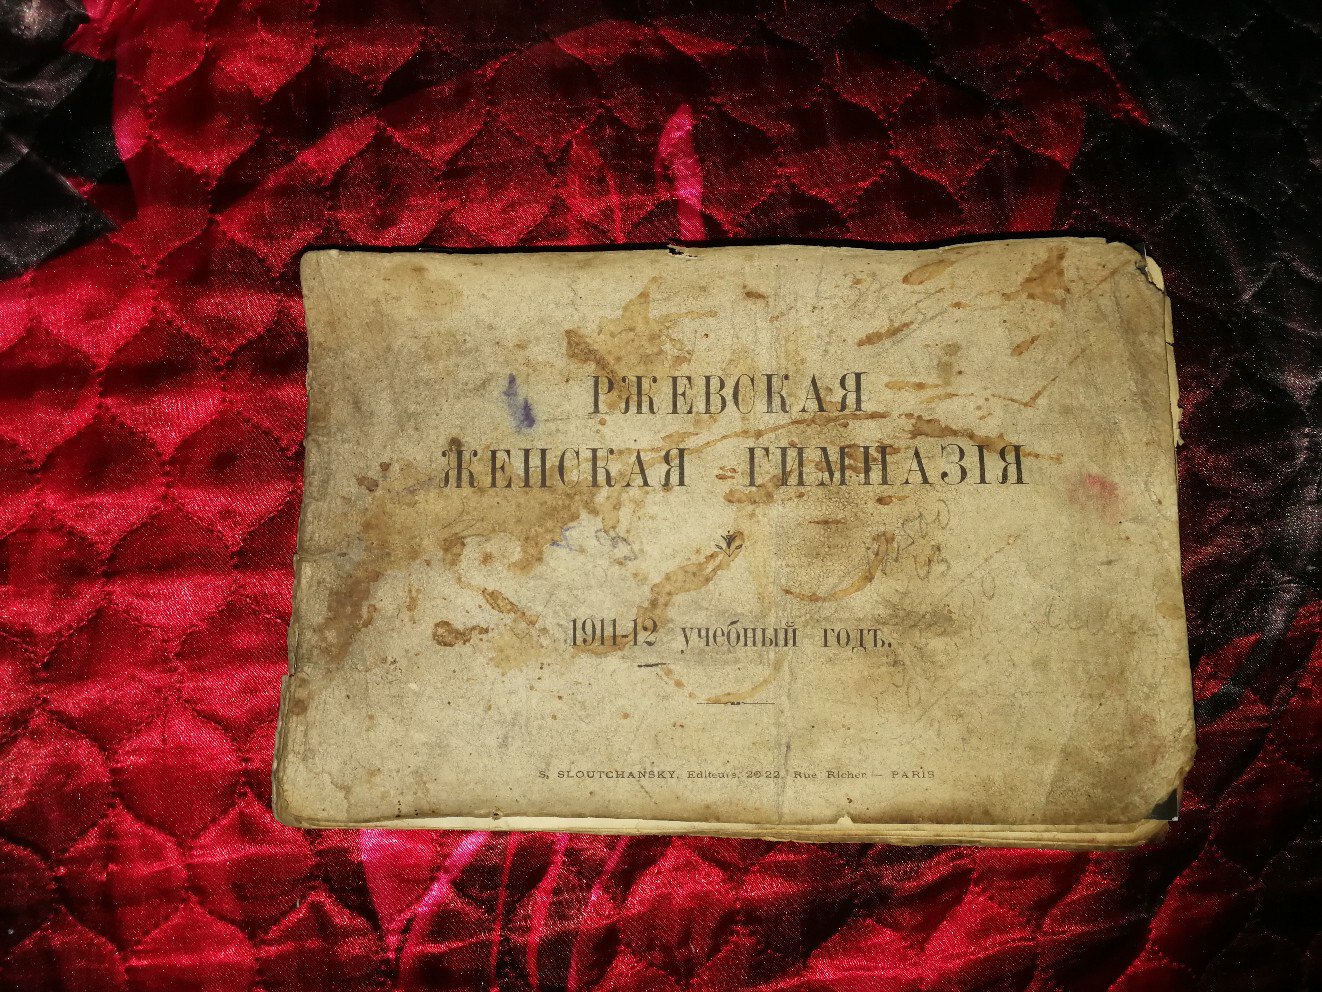 РЖЕВСКАЯ
ЖЕНСКАЯ ГИМНАЗІЯ
1911-12 учебный годъ.
S. SLOUTCHANSKY, Editeurs, 20-22, Rue Richer — PARIS